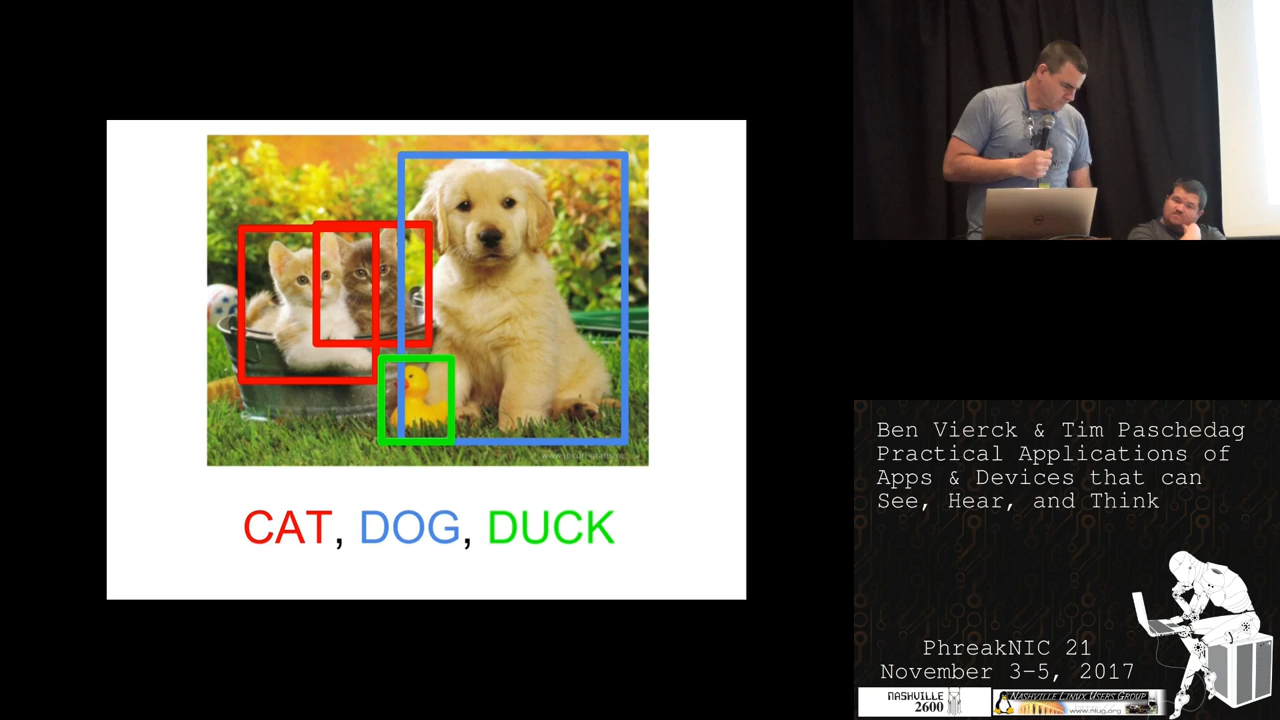 CAT, DOG, DUCK
Ben Vierck & Tim Paschedag
Practical Applications of
Apps & Devices that can
See, Hear, and Think
PhreakNIC 21
November 3-5, 2017
NASHVILLE
2600
NASHVILLE LINUX USERS GROUP
www.nlug.org